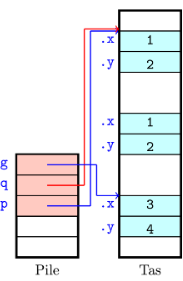 .x 1
.y 2
.x 1
.y 2
g
q
p
.x 3
.y 4
Pile Tas